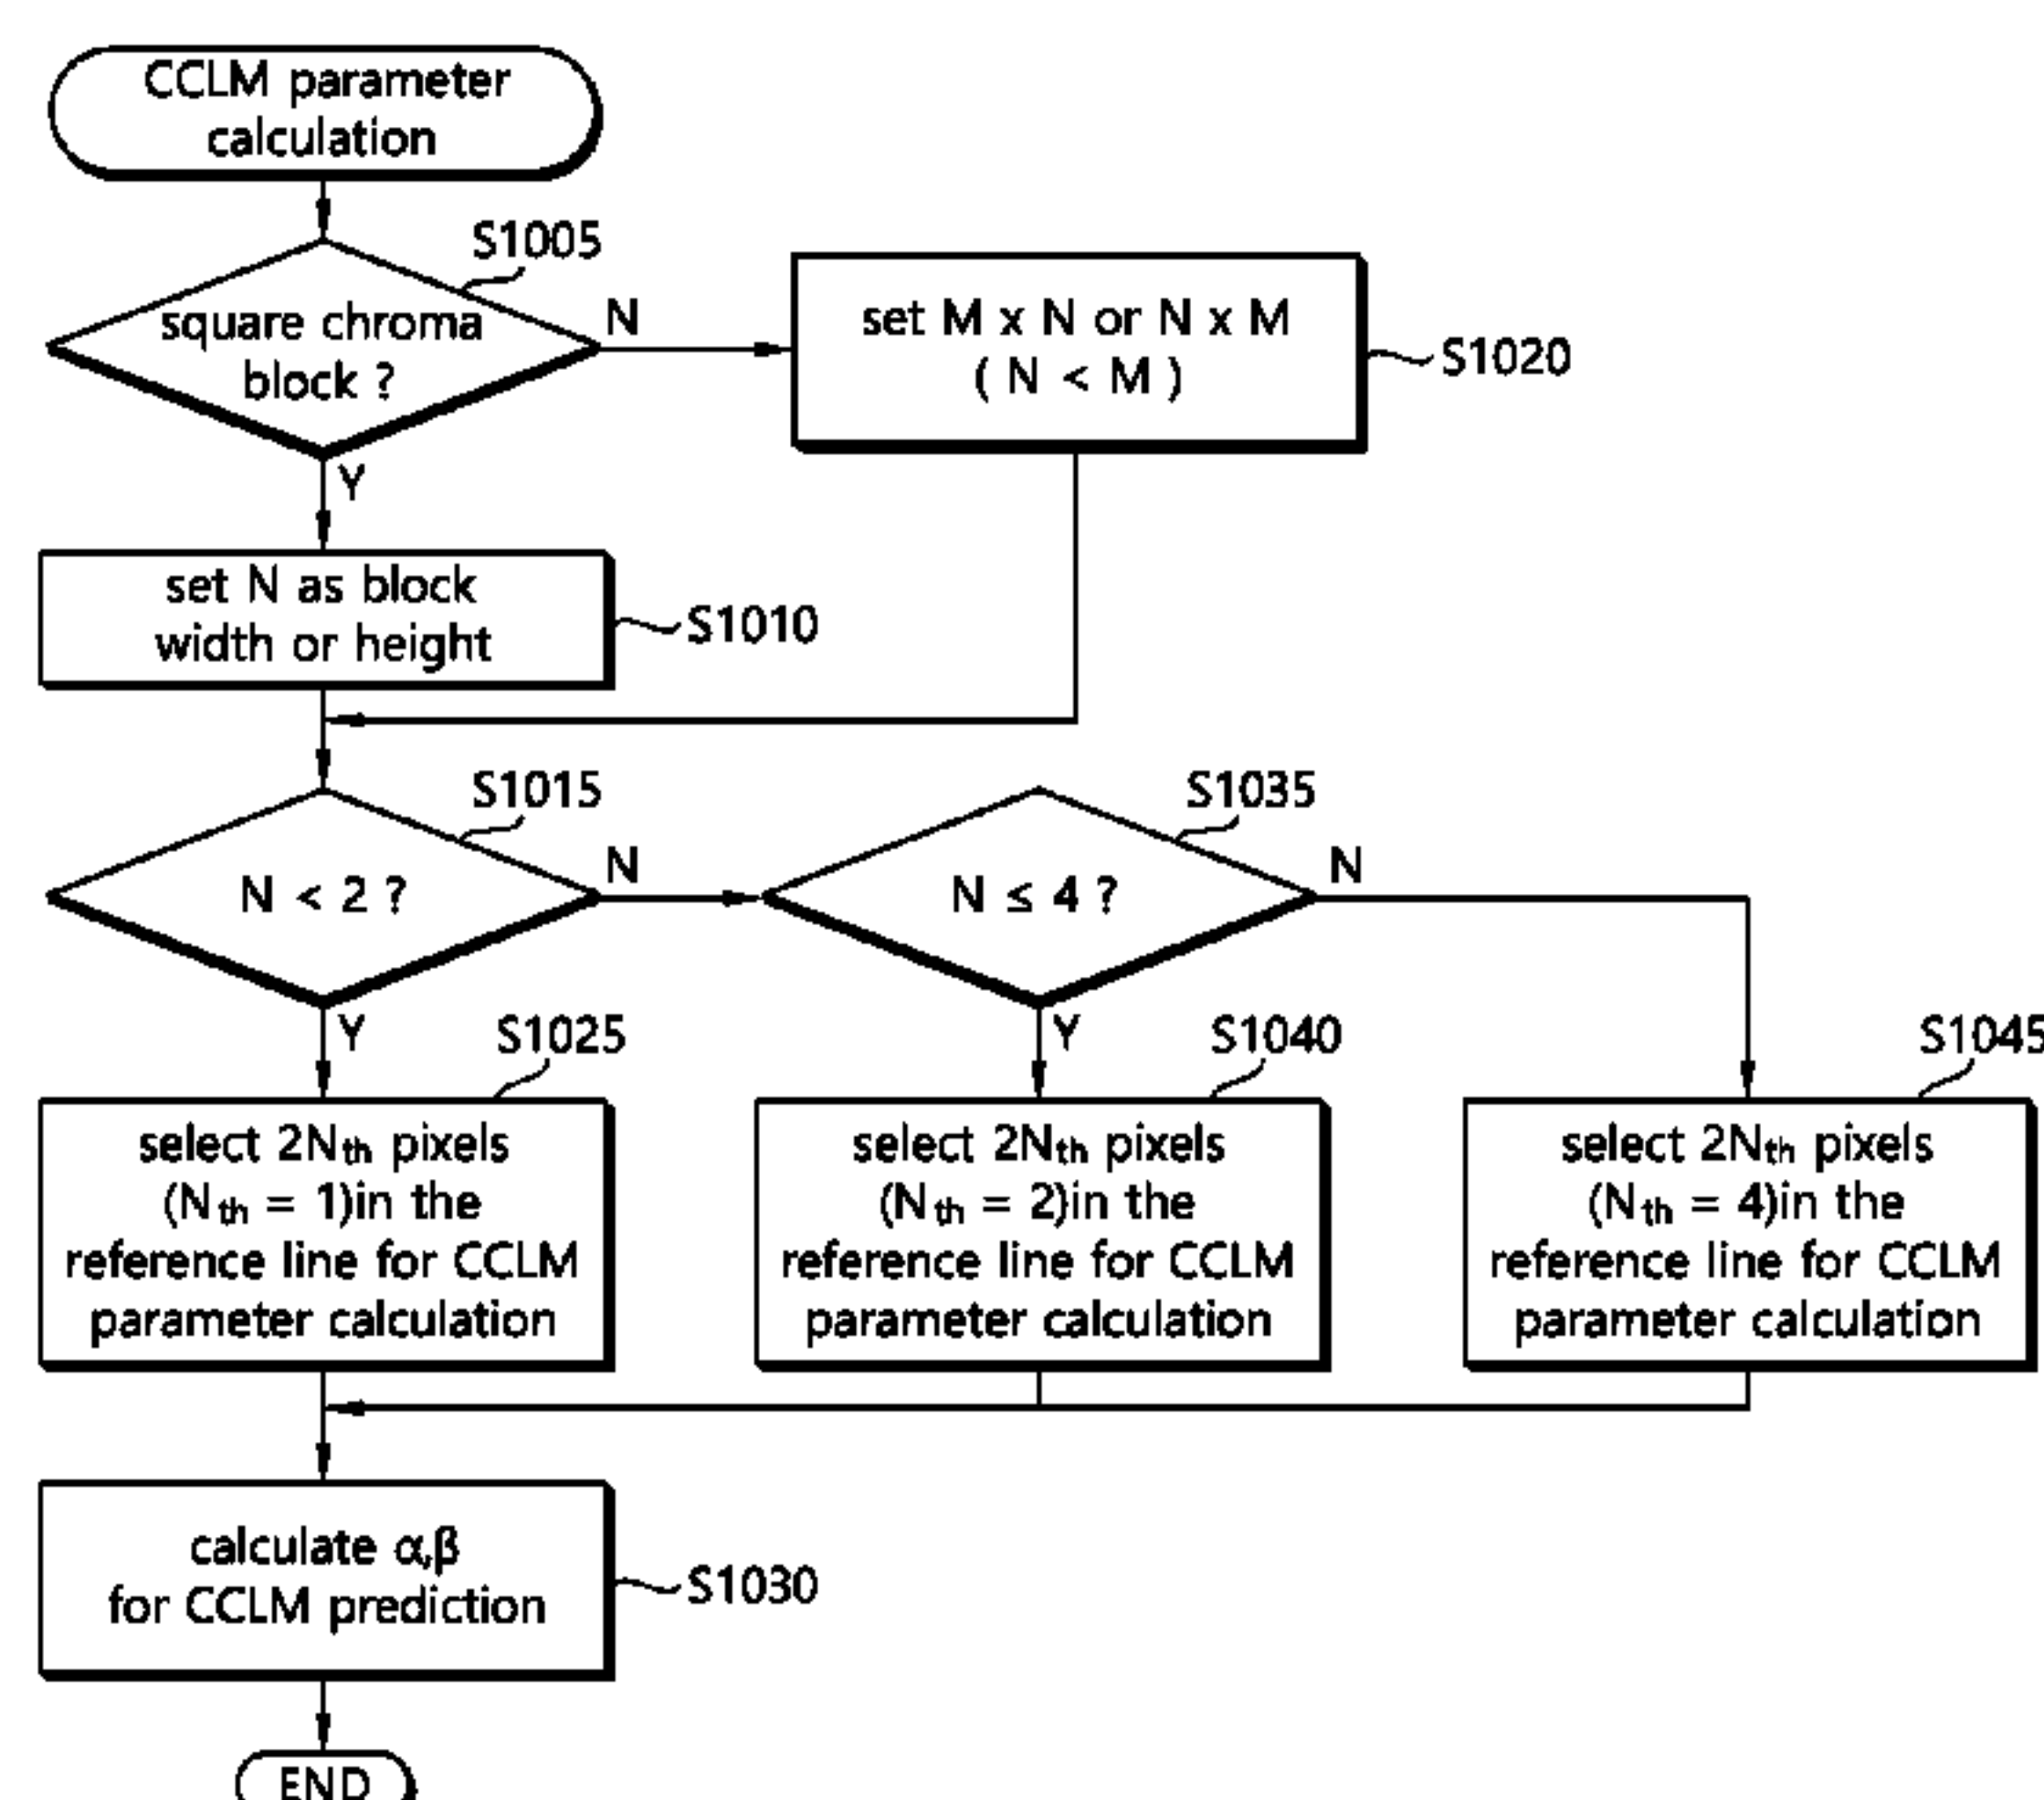 CCLM parameter
calculation
S1005
square chroma
block ?
N
Y
set M x N or N x M
( N < M )
S1020
set N as block
width or height
S1010
S1015
N < 2 ?
N
Y
S1035
N ≤ 4 ?
N
Y
S1025
select 2Nth pixels
(Nth = 1)in the
reference line for CCLM
parameter calculation
S1040
select 2Nth pixels
(Nth = 2)in the
reference line for CCLM
parameter calculation
S1045
select 2Nth pixels
(Nth = 4)in the
reference line for CCLM
parameter calculation
calculate α,β
for CCLM prediction
S1030
END